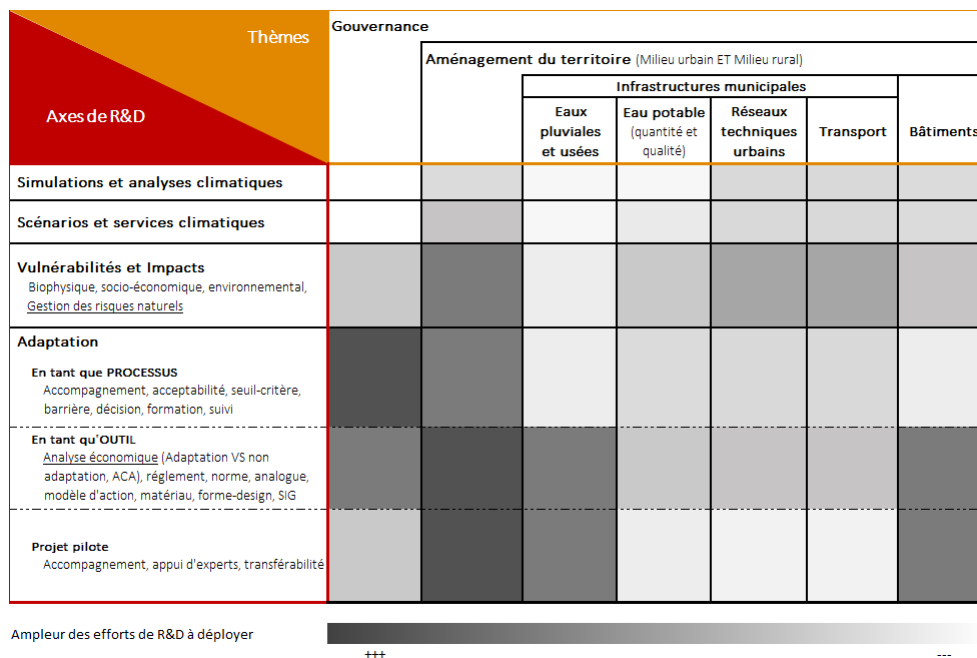 Thèmes
Axes de R&D
Gouvernance
Aménagement du territoire (Milieu urbain ET Milieu rural)
Infrastructures municipales
Eaux
pluviales
et usées
Eau potable
(quantité et
qualité)
Réseaux
techniques
urbains
Transport
Bâtiments
Simulations et analyses climatiques
Scénarios et services climatiques
Vulnérabilités et Impacts
Biophysique, socio-économique, environnemental,
Gestion des risques naturels
Adaptation
En tant que PROCESSUS
Accompagnement, acceptabilité, seuil-critère,
barrière, décision, formation, suivi
En tant qu'OUTIL
Analyse économique (Adaptation VS non
adaptation, ACA), réglement, norme, analogue,
modèle d'action, matériau, forme-design, SIG
Projet pilote
Accompagnement, appui d'experts, transférabilité
Ampleur des efforts de R&D à déployer
+++
---